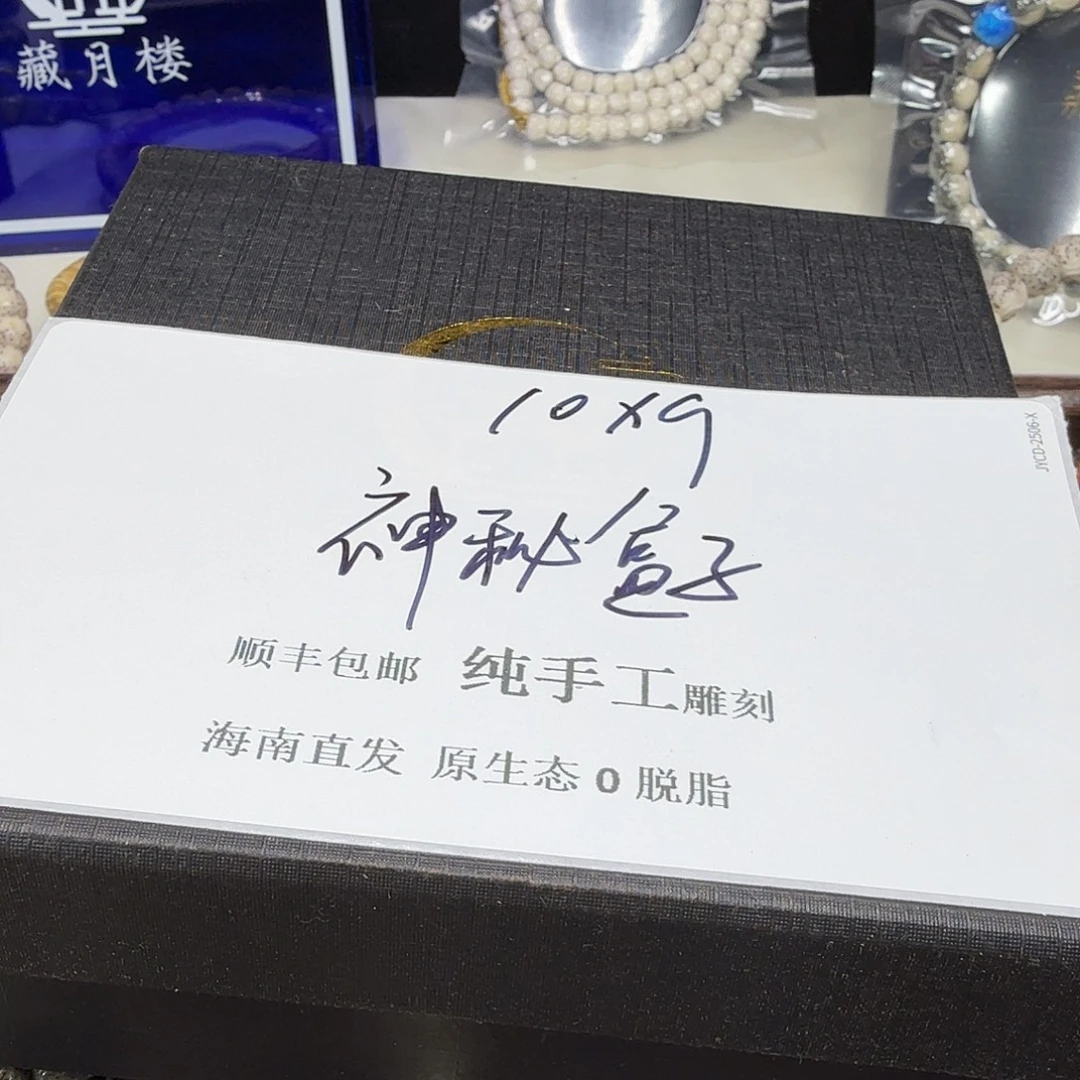 藏月楼
10X9
神秘盒子
顺丰包邮 纯手工雕刻
海南直发 原生态0脱脂
JYCD-2506-X